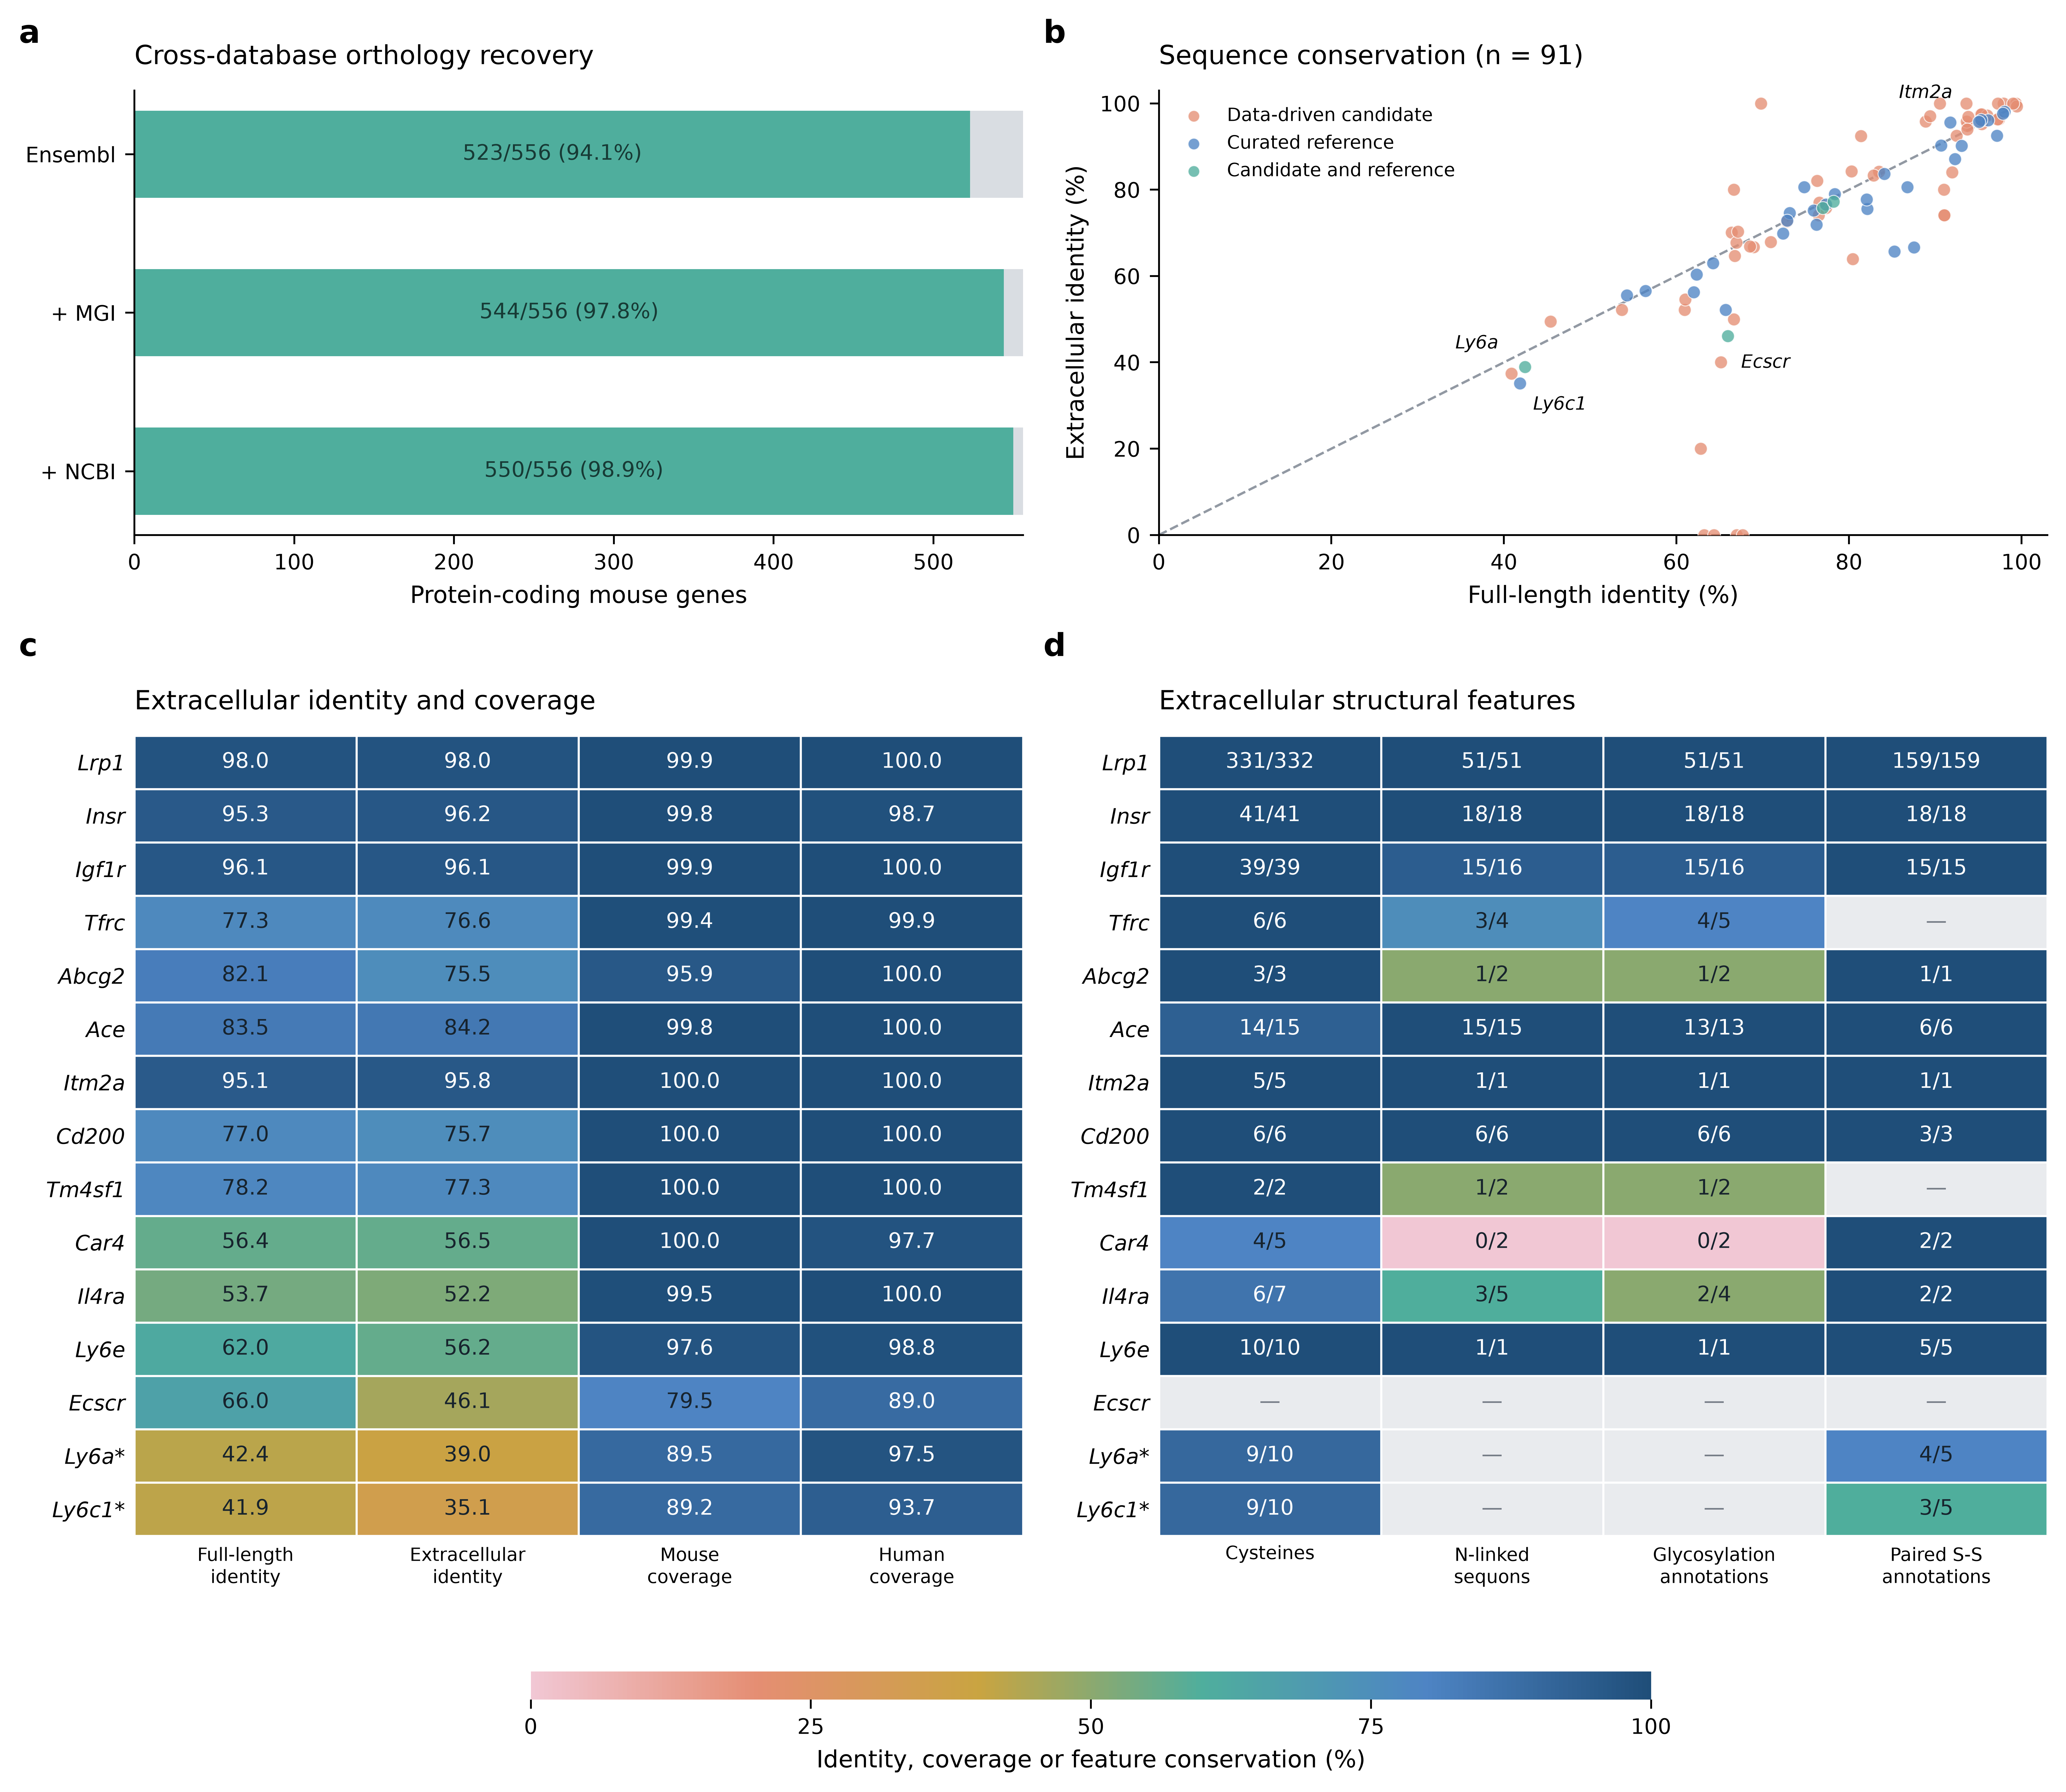 a
Cross-database orthology recovery
Ensembl
523/556 (94.1%)
+ MGI
544/556 (97.8%)
+ NCBI
550/556 (98.9%)
0 100 200 300 400 500
Protein-coding mouse genes
b
Sequence conservation (n = 91)
Data-driven candidate
Curated reference
Candidate and reference
Itm2a
Ly6a
Ecscr
Ly6c1
Extracellular identity (%)
100
80
60
40
20
0
0 20 40 60 80 100
Full-length identity (%)
c
Extracellular identity and coverage
Lrp1 98.0 98.0 99.9 100.0
Insr 95.3 96.2 99.8 98.7
Igf1r 96.1 96.1 99.9 100.0
Tfrc 77.3 76.6 99.4 99.9
Abcg2 82.1 75.5 95.9 100.0
Ace 83.5 84.2 99.8 100.0
Itm2a 95.1 95.8 100.0 100.0
Cd200 77.0 75.7 100.0 100.0
Tm4sf1 78.2 77.3 100.0 100.0
Car4 56.4 56.5 100.0 97.7
Il4ra 53.7 52.2 99.5 100.0
Ly6e 62.0 56.2 97.6 98.8
Ecscr 66.0 46.1 79.5 89.0
Ly6a* 42.4 39.0 89.5 97.5
Ly6c1* 41.9 35.1 89.2 93.7
Full-length identity
Extracellular identity
Mouse coverage
Human coverage
d
Extracellular structural features
Lrp1 331/332 51/51 51/51 159/159
Insr 41/41 18/18 18/18 18/18
Igf1r 39/39 15/16 15/16 15/15
Tfrc 6/6 3/4 4/5 —
Abcg2 3/3 1/2 1/2 1/1
Ace 14/15 15/15 13/13 6/6
Itm2a 5/5 1/1 1/1 1/1
Cd200 6/6 6/6 6/6 3/3
Tm4sf1 2/2 1/2 1/2 —
Car4 4/5 0/2 0/2 2/2
Il4ra 6/7 3/5 2/4 2/2
Ly6e 10/10 1/1 1/1 5/5
Ecscr — — — —
Ly6a* 9/10 — — 4/5
Ly6c1* 9/10 — — 3/5
Cysteines
N-linked sequons
Glycosylation annotations
Paired S-S annotations
0 25 50 75 100
Identity, coverage or feature conservation (%)